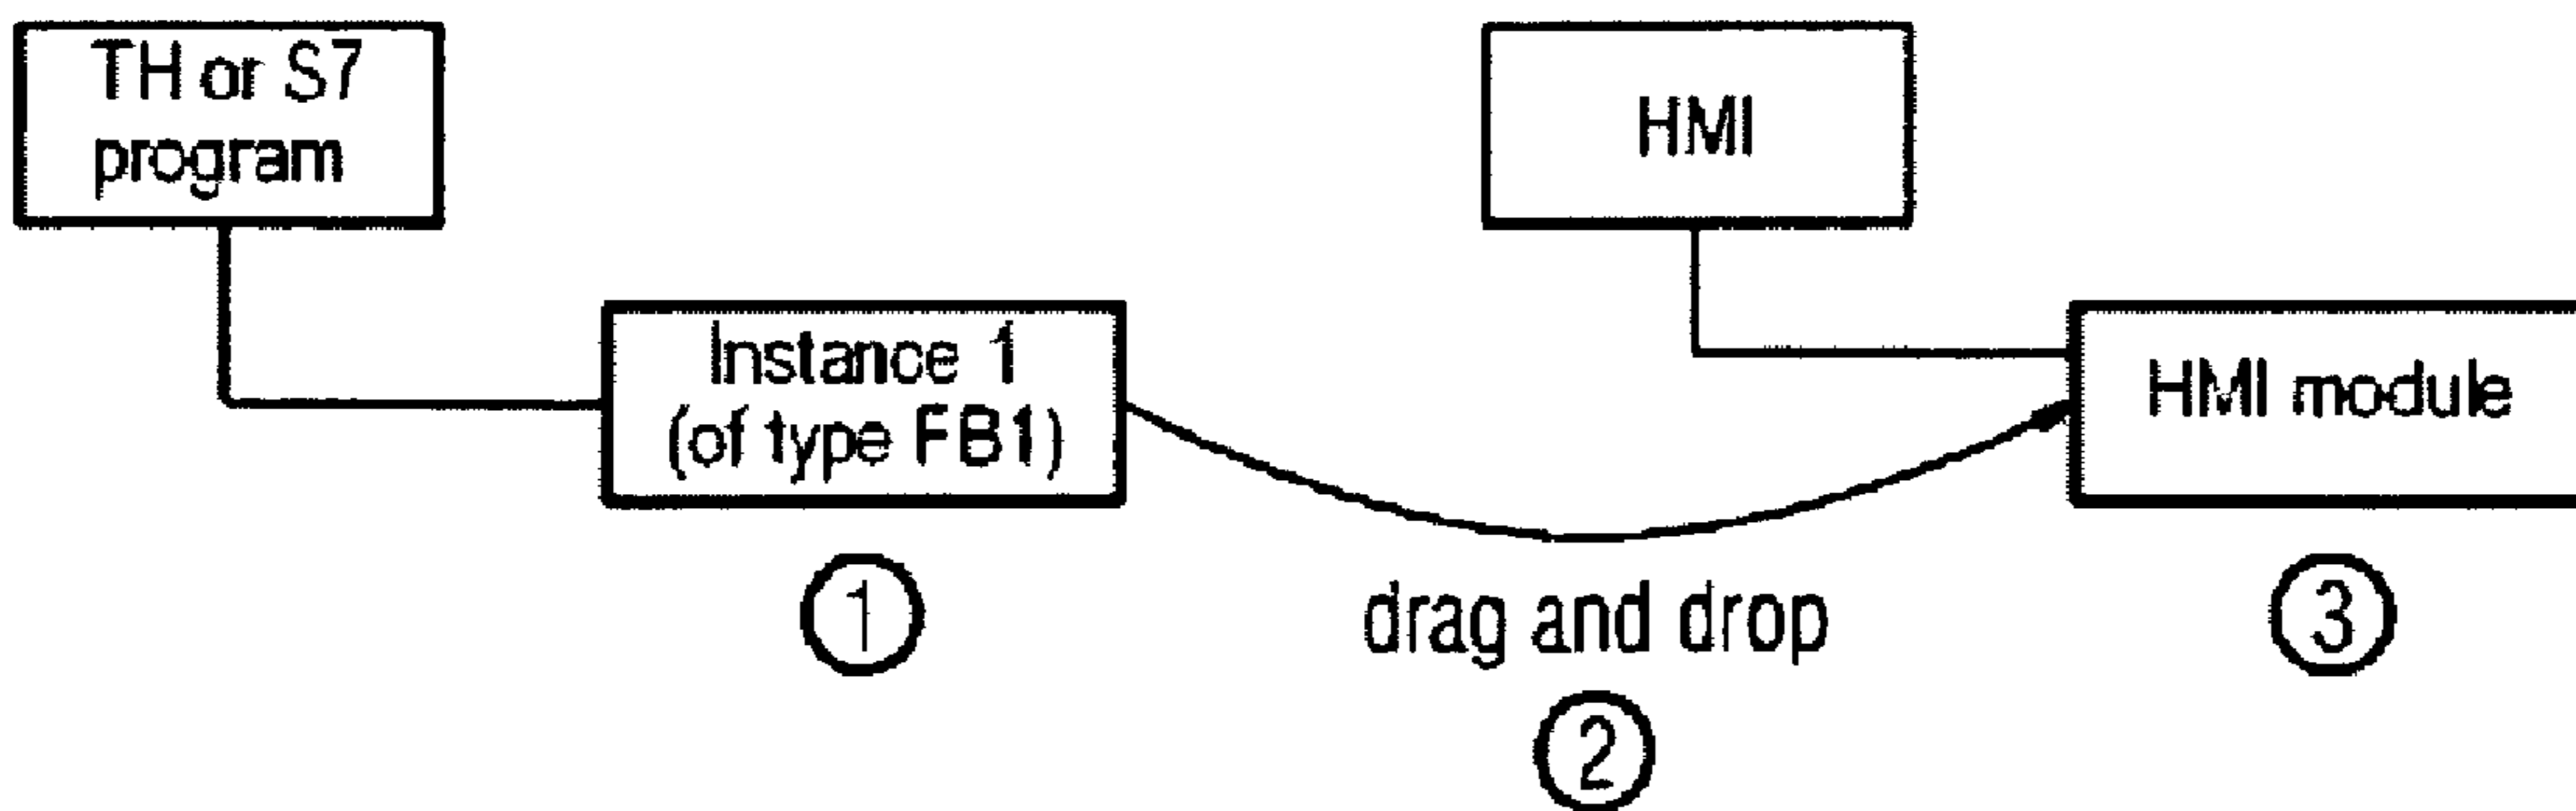 TH or S7
program
HMI
Instance 1
(of type FB1)
HMI module
drag and drop
1
2
3